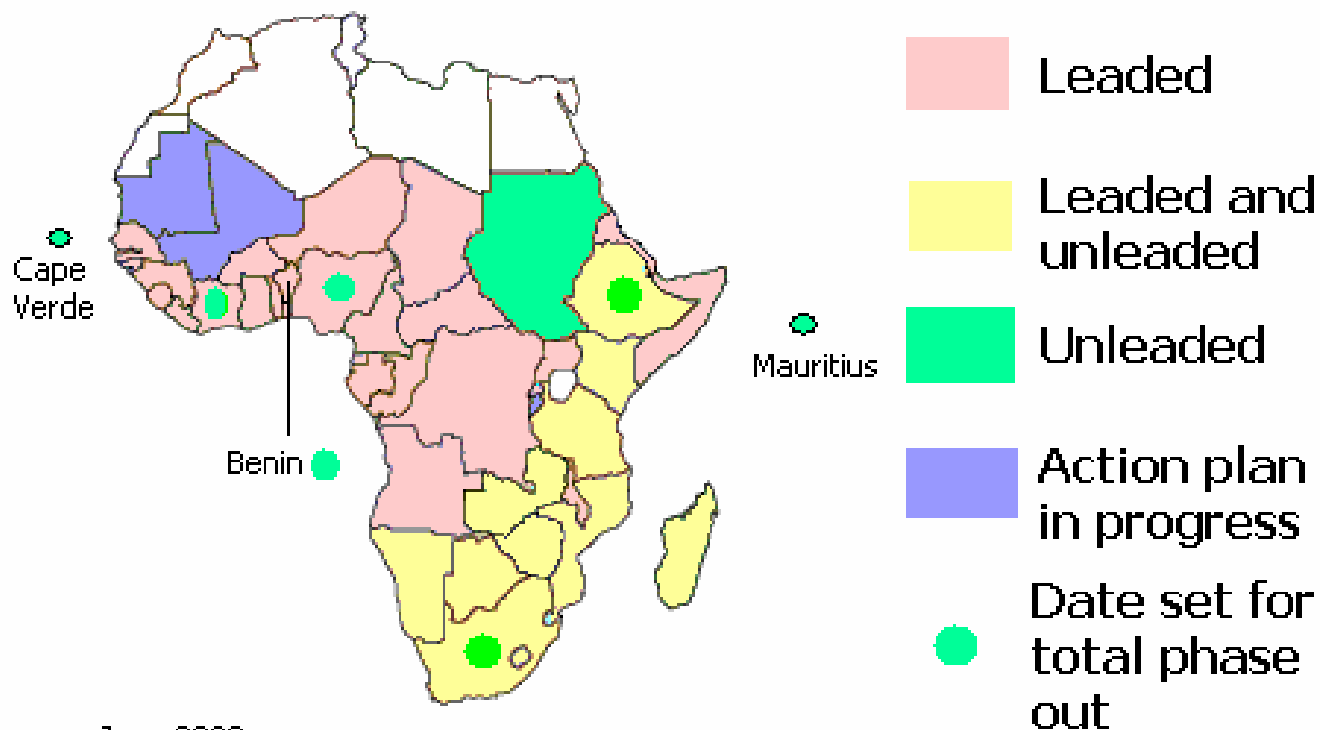 Leaded
Leaded and
unleaded
Unleaded
Action plan
in progress
Date set for
total phase
out
Cape
Verde
Mauritius
Benin